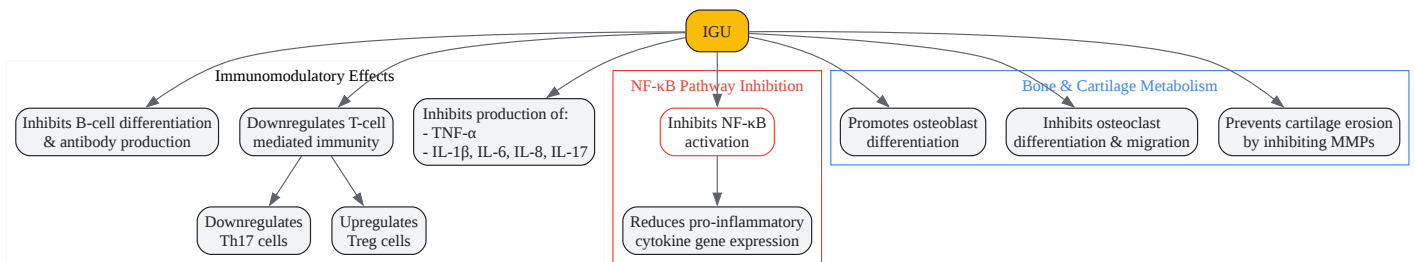 IGU
Immunomodulatory Effects
NF-κB Pathway Inhibition
Bone & Cartilage Metabolism
Inhibits B-cell differentiation
& antibody production
Downregulates T-cell
mediated immunity
Inhibits production of:
- TNF-α
- IL-1β, IL-6, IL-8, IL-17
Inhibits NF-κB
activation
Promotes osteoblast
differentiation
Inhibits osteoclast
differentiation & migration
Prevents cartilage erosion
by inhibiting MMPs
Downregulates
Th17 cells
Upregulates
Treg cells
Reduces pro-inflammatory
cytokine gene expression